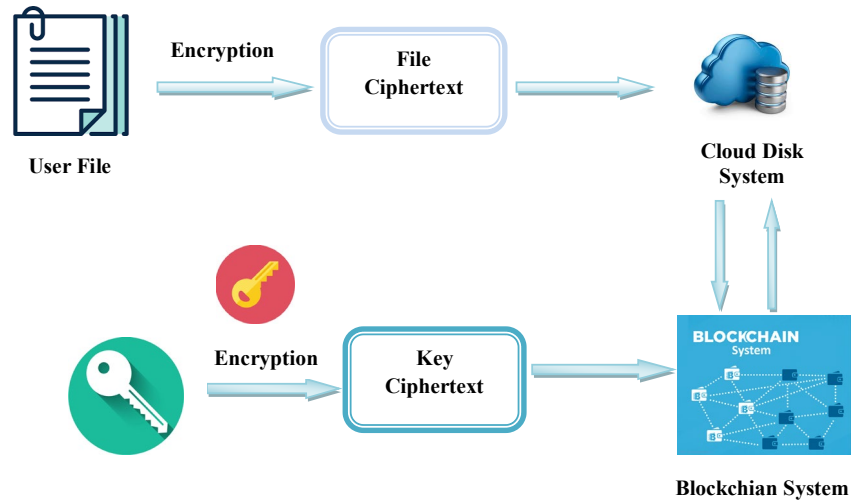 Encryption
File
Ciphertext
User File
Cloud Disk
System
Encryption
Key
Ciphertext
BLOCKCHAIN
System
Blockchian System